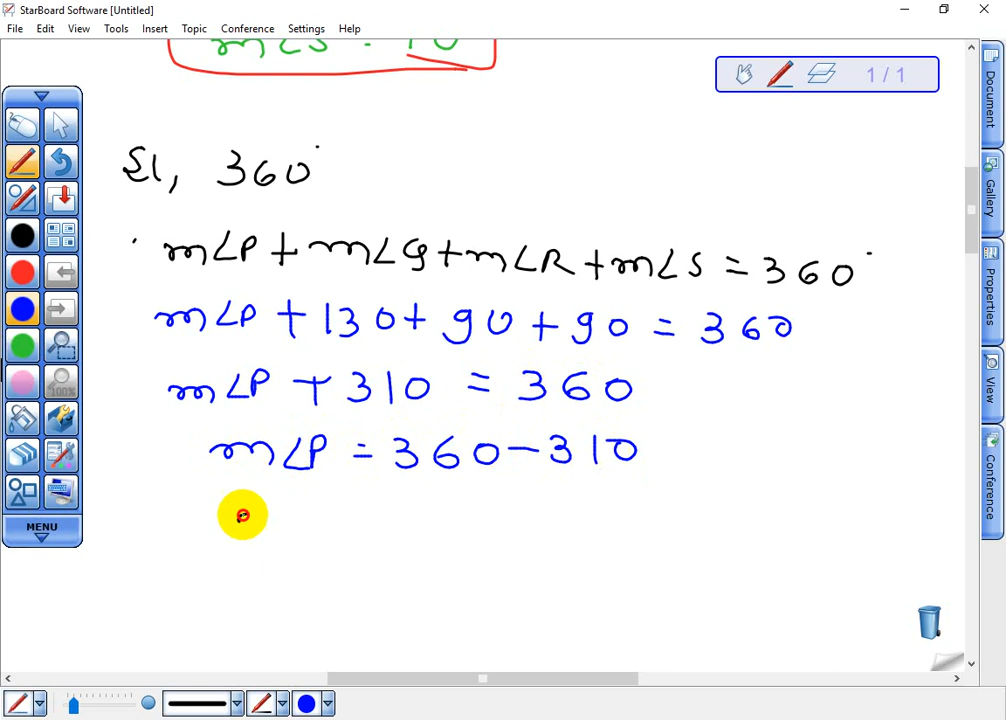 StarBoard Software [Untitled]
File Edit View Tools Insert Topic Conference Settings Help
m∠S
1 / 1
હા, 360°
m∠P + m∠Q + m∠R + m∠S = 360°
m∠P + 130 + 90 + 90 = 360
m∠P + 310 = 360
m∠P = 360 - 310
100%
MENU
Document
Gallery
Properties
View
Conference